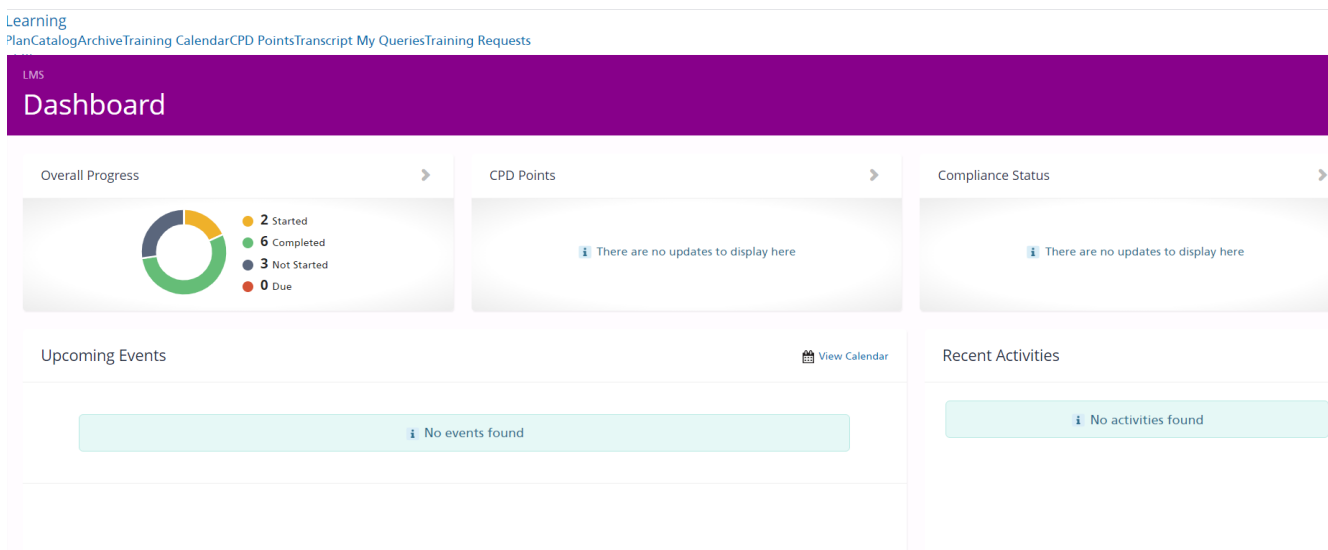 Learning
PlanCatalogArchiveTraining CalendarCPD PointsTranscript My QueriesTraining Requests
LMS
Dashboard
Overall Progress
2 Started
6 Completed
3 Not Started
0 Due
CPD Points
There are no updates to display here
Compliance Status
There are no updates to display here
Upcoming Events
View Calendar
No events found
Recent Activities
No activities found